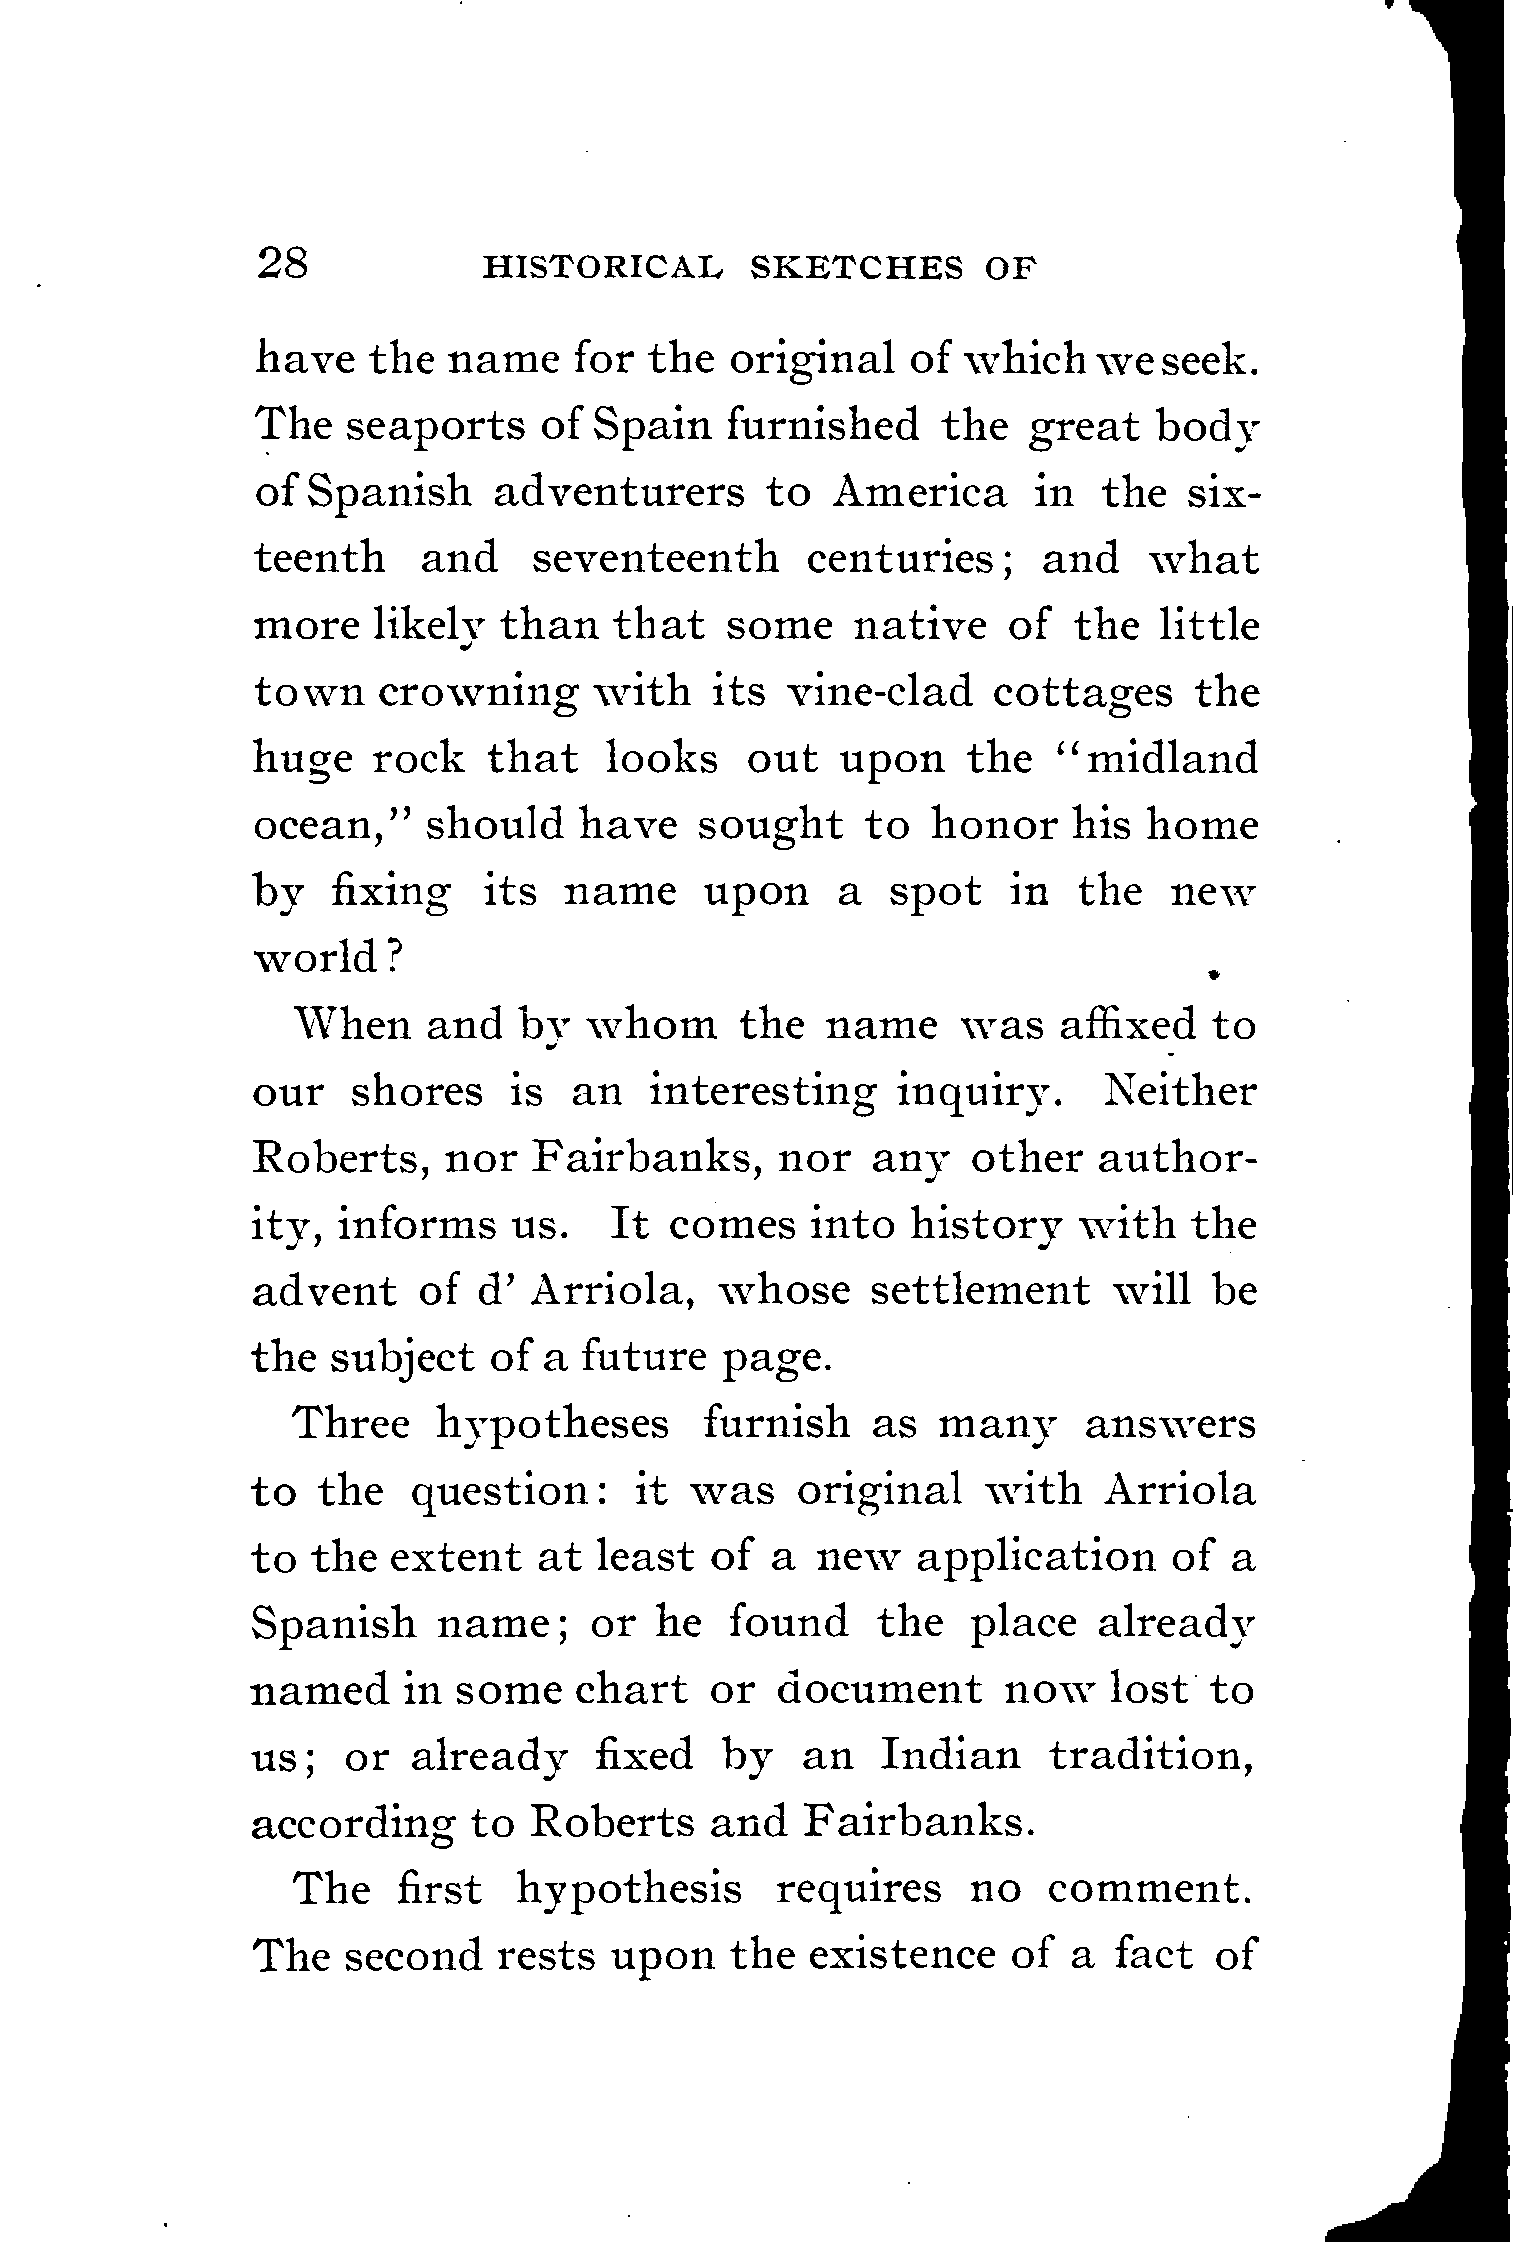 28 HISTORICAL SKETCHES OF
have the name for the original of which we seek.
The seaports of Spain furnished the great body
of Spanish adventurers to America in the six-
teenth and seventeenth centuries; and what
more likely than that some native of the little
town crowning with its vine-clad cottages the
huge rock that looks out upon the "midland
ocean," should have sought to honor his home
by fixing its name upon a spot in the new
world?
When and by whom the name was affixed to
our shores is an interesting inquiry. Neither
Roberts, nor Fairbanks, nor any other author-
ity, informs us. It comes into history with the
advent of d' Arriola, whose settlement will be
the subject of a future page.
Three hypotheses furnish as many answers
to the question: it was original with Arriola
to the extent at least of a new application of a
Spanish name; or he found the place already
named in some chart or document now lost to
us; or already fixed by an Indian tradition,
according to Roberts and Fairbanks.
The first hypothesis requires no comment.
The second rests upon the existence of a fact of